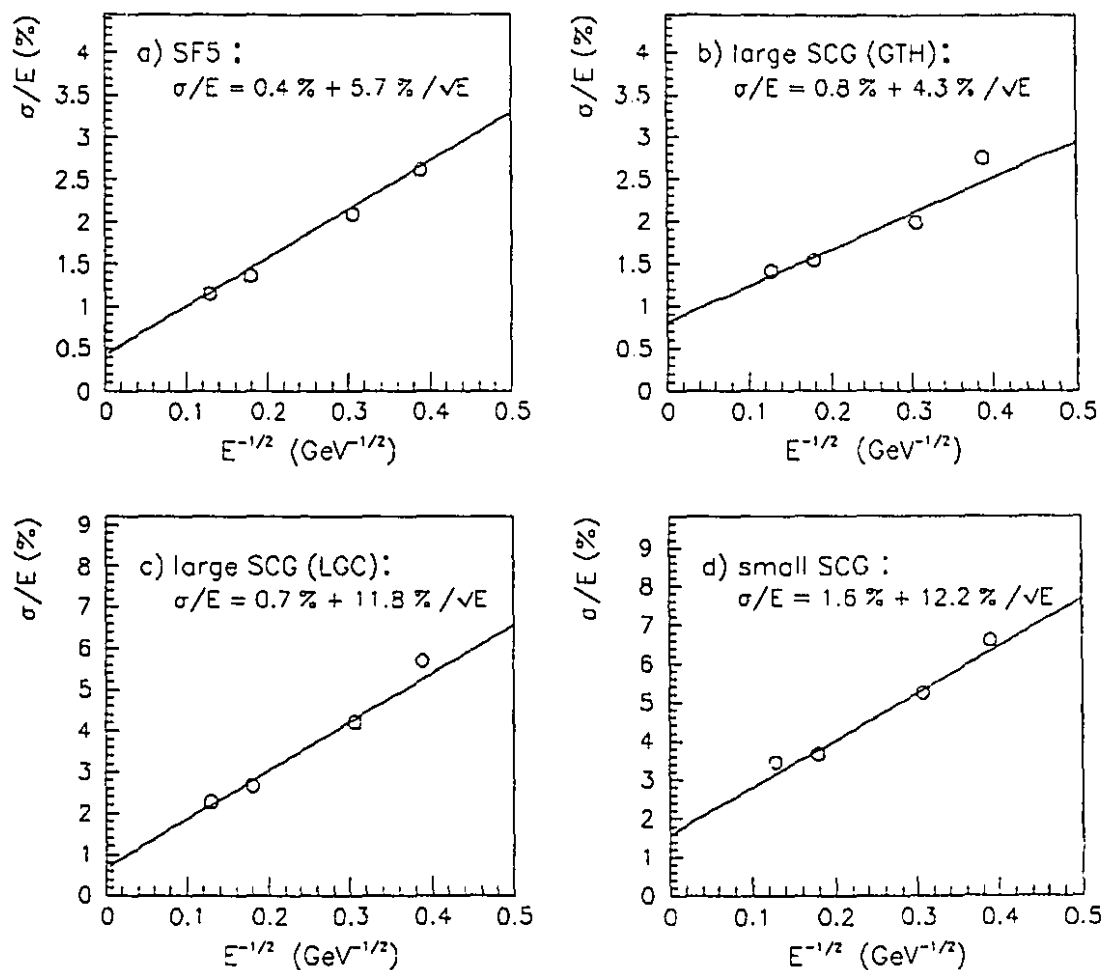 σ/E (%)
4
3.5
3
2.5
2
1.5
1
0.5
0
a) SF5 :
σ/E = 0.4 % + 5.7 % /√E
0 0.1 0.2 0.3 0.4 0.5
E⁻¹/² (GeV⁻¹/²)
σ/E (%)
4
3.5
3
2.5
2
1.5
1
0.5
0
b) large SCG (GTH):
σ/E = 0.8 % + 4.3 % /√E
0 0.1 0.2 0.3 0.4 0.5
E⁻¹/² (GeV⁻¹/²)
σ/E (%)
9
8
7
6
5
4
3
2
1
0
c) large SCG (LGC):
σ/E = 0.7 % + 11.8 % /√E
0 0.1 0.2 0.3 0.4 0.5
E⁻¹/² (GeV⁻¹/²)
σ/E (%)
9
8
7
6
5
4
3
2
1
0
d) small SCG :
σ/E = 1.6 % + 12.2 % /√E
0 0.1 0.2 0.3 0.4 0.5
E⁻¹/² (GeV⁻¹/²)